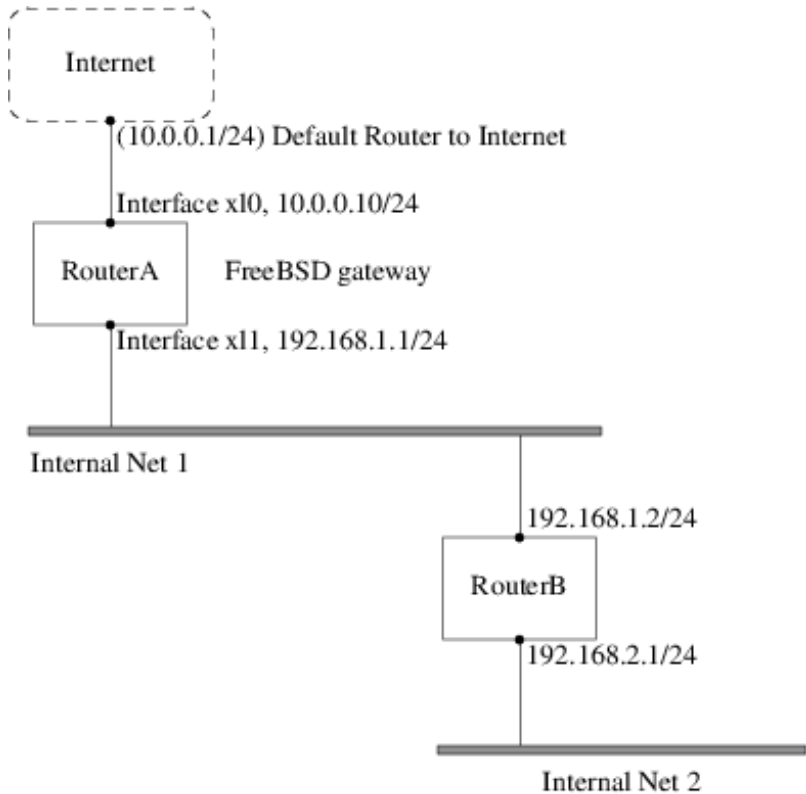 Internet
(10.0.0.1/24) Default Router to Internet
Interface xl0, 10.0.0.10/24
RouterA
FreeBSD gateway
Interface xl1, 192.168.1.1/24
Internal Net 1
192.168.1.2/24
RouterB
192.168.2.1/24
Internal Net 2